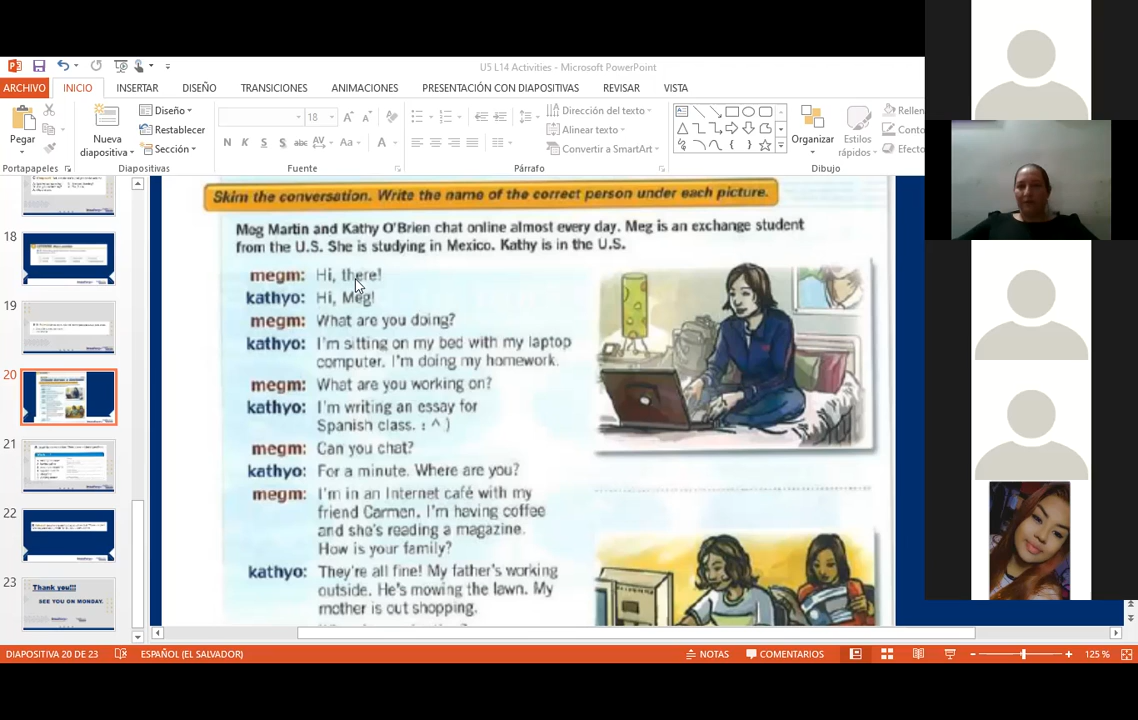 U5 L14 Activities - Microsoft PowerPoint
ARCHIVO INICIO INSERTAR DISEÑO TRANSICIONES ANIMACIONES PRESENTACIÓN CON DIAPOSITIVAS REVISAR VISTA
Pegar
Nueva
diapositiva
Diseño
Restablecer
Sección
18
N K S S abc AV Aa A
Dirección del texto
Alinear texto
Convertir a SmartArt
Organizar
Estilos
rápidos
Rellen
Conto
Efecto
Portapapeles Diapositivas Fuente Párrafo Dibujo
18
19
20
21
22
23
Thank you!!!
SEE YOU ON MONDAY.
Skim the conversation. Write the name of the correct person under each picture.
Meg Martin and Kathy O'Brien chat online almost every day. Meg is an exchange student
from the U.S. She is studying in Mexico. Kathy is in the U.S.
megm: Hi, there!
kathyo: Hi, Meg!
megm: What are you doing?
kathyo: I'm sitting on my bed with my laptop
computer. I'm doing my homework.
megm: What are you working on?
kathyo: I'm writing an essay for
Spanish class. : ^ )
megm: Can you chat?
kathyo: For a minute. Where are you?
megm: I'm in an Internet café with my
friend Carmen. I'm having coffee
and she's reading a magazine.
How is your family?
kathyo: They're all fine! My father's working
outside. He's mowing the lawn. My
mother is out shopping.
DIAPOSITIVA 20 DE 23 ESPAÑOL (EL SALVADOR) NOTAS COMENTARIOS 125 %